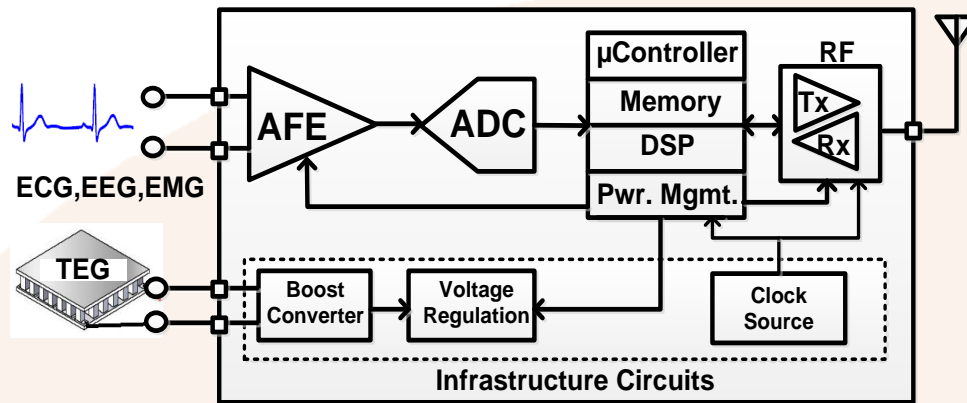 µController
RF
Memory
Tx
AFE
ADC
DSP
Rx
ECG,EEG,EMG
Pwr. Mgmt.
TEG
Boost
Converter
Voltage
Regulation
Clock
Source
Infrastructure Circuits